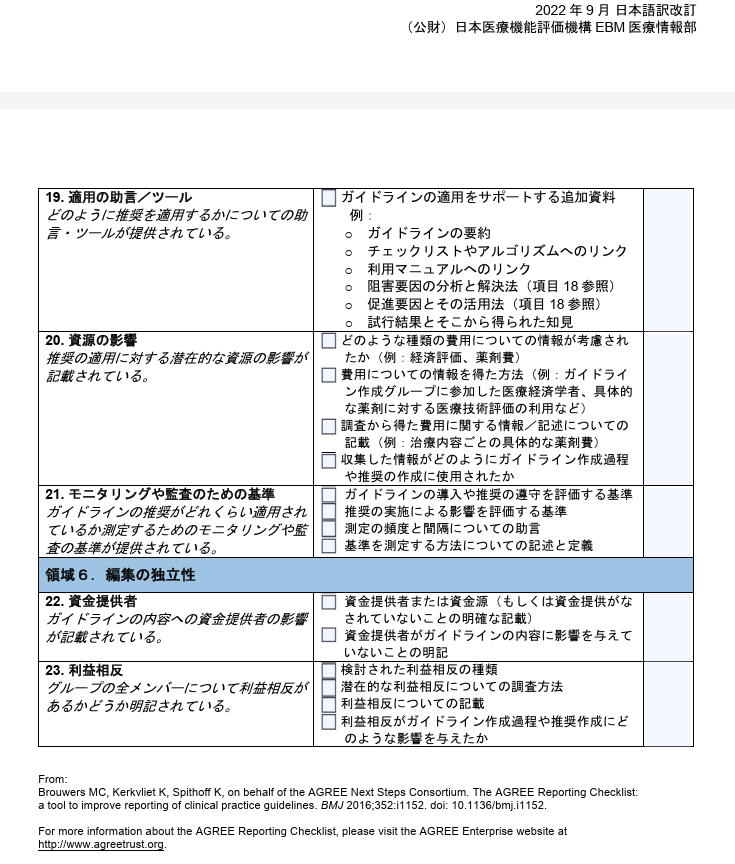 2022 年 9 月 日本語訳改訂
（公財）日本医療機能評価機構 EBM 医療情報部
19. 適用の助言／ツール
どのように推奨を適用するかについての助
言・ツールが提供されている。
ガイドラインの適用をサポートする追加資料
例：
o ガイドラインの要約
o チェックリストやアルゴリズムへのリンク
o 利用マニュアルへのリンク
o 阻害要因の分析と解決法（項目 18 参照）
o 促進要因とその活用法（項目 18 参照）
o 試行結果とそこから得られた知見
20. 資源の影響
推奨の適用に対する潜在的な資源の影響が
記載されている。
どのような種類の費用についての情報が考慮され
たか（例：経済評価、薬剤費）
費用についての情報を得た方法（例：ガイドライ
ン作成グループに参加した医療経済学者、具体的
な薬剤に対する医療技術評価の利用など）
調査から得た費用に関する情報／記述についての
記載（例：治療内容ごとの具体的な薬剤費）
収集した情報がどのようにガイドライン作成過程
や推奨の作成に使用されたか
21. モニタリングや監査のための基準
ガイドラインの推奨がどれくらい適用され
ているか測定するためのモニタリングや監
査の基準が提供されている。
ガイドラインの導入や推奨の遵守を評価する基準
推奨の実施による影響を評価する基準
測定の頻度と間隔についての助言
基準を測定する方法についての記述と定義
領域６．編集の独立性
22. 資金提供者
ガイドラインの内容への資金提供者の影響
が記載されている。
資金提供者または資金源（もしくは資金提供がな
されていないことの明確な記載）
資金提供者がガイドラインの内容に影響を与えて
いないことの明記
23. 利益相反
グループの全メンバーについて利益相反が
あるかどうか明記されている。
検討された利益相反の種類
潜在的な利益相反についての調査方法
利益相反についての記載
利益相反がガイドライン作成過程や推奨作成にど
のような影響を与えたか
From:
Brouwers MC, Kerkvliet K, Spithoff K, on behalf of the AGREE Next Steps Consortium. The AGREE Reporting Checklist:
a tool to improve reporting of clinical practice guidelines. BMJ 2016;352:i1152. doi: 10.1136/bmj.i1152.
For more information about the AGREE Reporting Checklist, please visit the AGREE Enterprise website at
http://www.agreetrust.org.